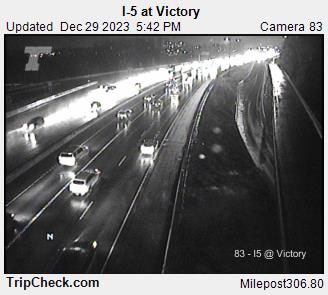 I-5 at Victory
Updated Dec 29 2023 5:42 PM Camera 83
T
N
83 - I5 @ Victory
TripCheck.com Milepost306.80